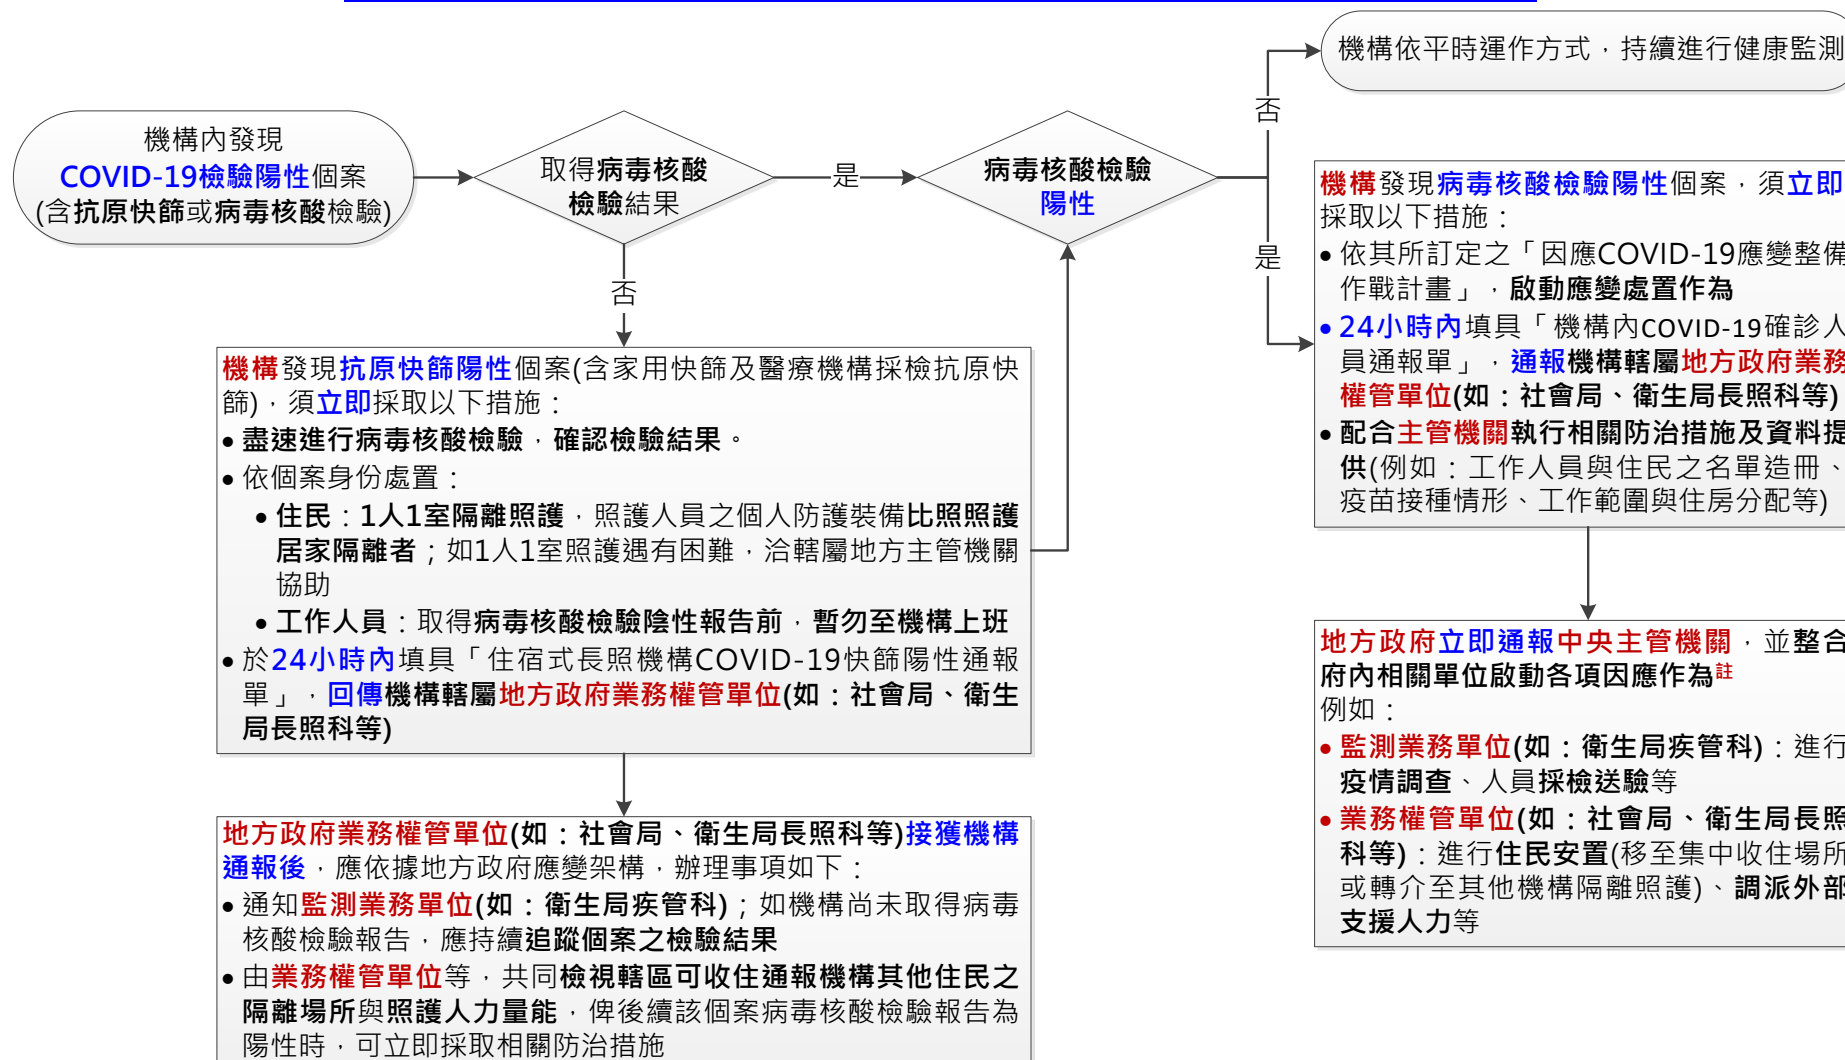 機構內發現
COVID-19檢驗陽性個案
(含抗原快篩或病毒核酸檢驗)
取得病毒核酸
檢驗結果
是
否
病毒核酸檢驗
陽性
否
是
機構依平時運作方式，持續進行健康監測
機構發現抗原快篩陽性個案(含家用快篩及醫療機構採檢抗原快
篩)，須立即採取以下措施：
● 盡速進行病毒核酸檢驗，確認檢驗結果。
● 依個案身份處置：
● 住民：1人1室隔離照護，照護人員之個人防護裝備比照照護
居家隔離者；如1人1室照護遇有困難，洽轄屬地方主管機關
協助
● 工作人員：取得病毒核酸檢驗陰性報告前，暫勿至機構上班
● 於24小時內填具「住宿式長照機構COVID-19快篩陽性通報
單」，回傳機構轄屬地方政府業務權管單位(如：社會局、衛生
局長照科等)
地方政府業務權管單位(如：社會局、衛生局長照科等)接獲機構
通報後，應依據地方政府應變架構，辦理事項如下：
● 通知監測業務單位(如：衛生局疾管科)；如機構尚未取得病毒
核酸檢驗報告，應持續追蹤個案之檢驗結果
● 由業務權管單位等，共同檢視轄區可收住通報機構其他住民之
隔離場所與照護人力量能，俾後續該個案病毒核酸檢驗報告為
陽性時，可立即採取相關防治措施
機構發現病毒核酸檢驗陽性個案，須立即
採取以下措施：
● 依其所訂定之「因應COVID-19應變整備
作戰計畫」，啟動應變處置作為
● 24小時內填具「機構內COVID-19確診人
員通報單」，通報機構轄屬地方政府業務
權管單位(如：社會局、衛生局長照科等)
● 配合主管機關執行相關防治措施及資料提
供(例如：工作人員與住民之名單造冊、
疫苗接種情形、工作範圍與住房分配等)
地方政府立即通報中央主管機關，並整合
府內相關單位啟動各項因應作為註
例如：
● 監測業務單位(如：衛生局疾管科)：進行
疫情調查、人員採檢送驗等
● 業務權管單位(如：社會局、衛生局長照
科等)：進行住民安置(移至集中收住場所
或轉介至其他機構隔離照護)、調派外部
支援人力等